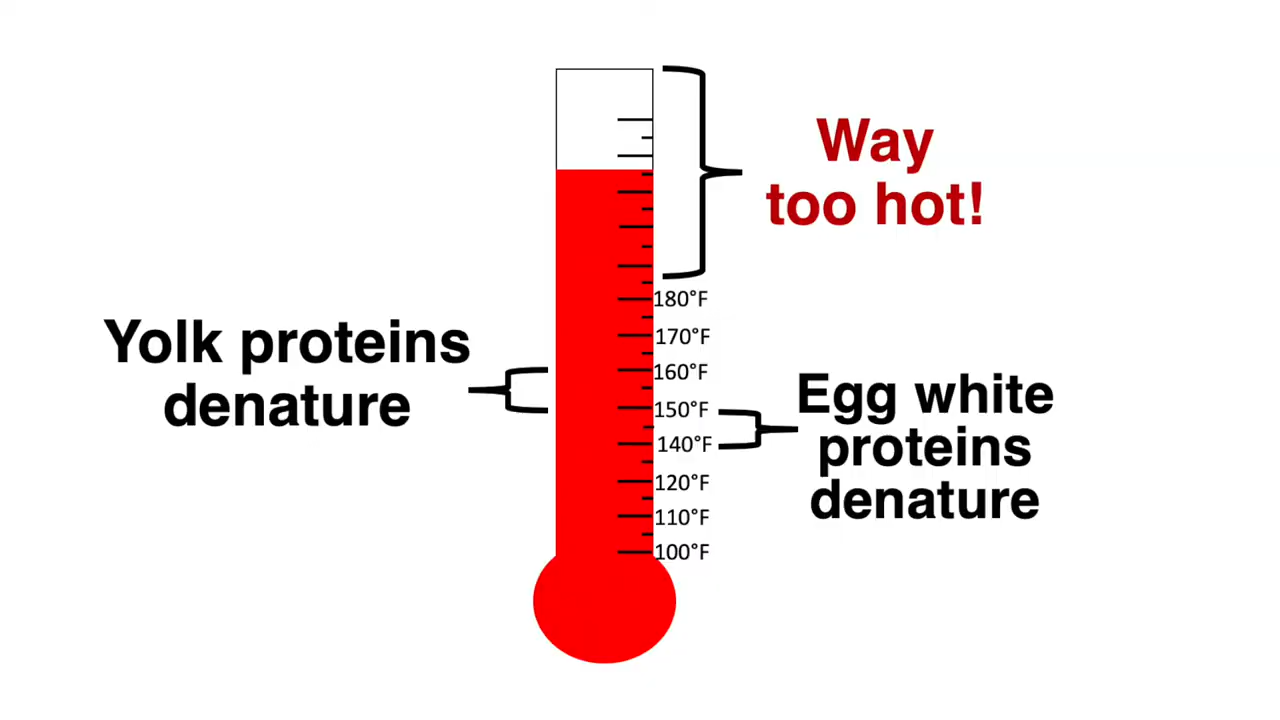 Way
too hot!
180°F
170°F
160°F
150°F
140°F
120°F
110°F
100°F
Yolk proteins
denature
Egg white
proteins
denature